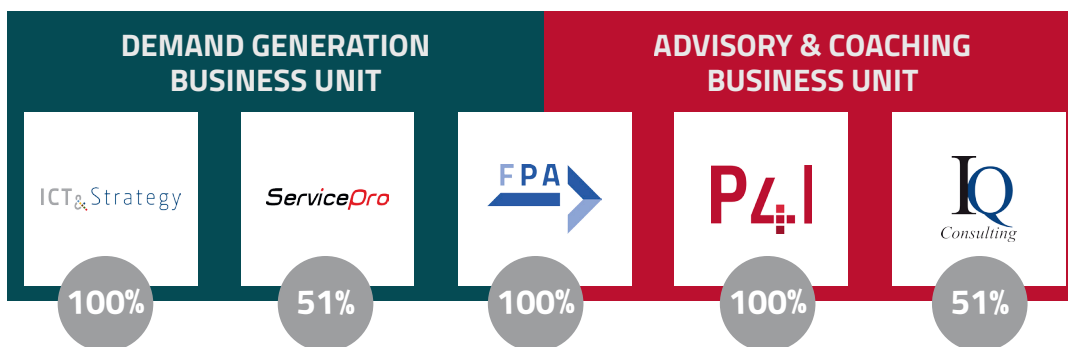 DEMAND GENERATION
BUSINESS UNIT
ADVISORY & COACHING
BUSINESS UNIT
ICT&Strategy
ServicePro
FPA
P4I
IQ
Consulting
100%
51%
100%
100%
51%